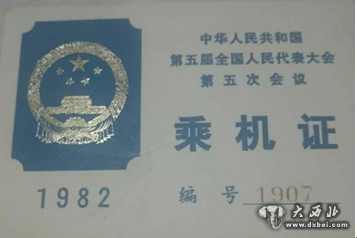 中华人民共和国
第五届全国人民代表大会
第五次会议
乘机证
1982
编号 1907
大西北
www.dxbei.com